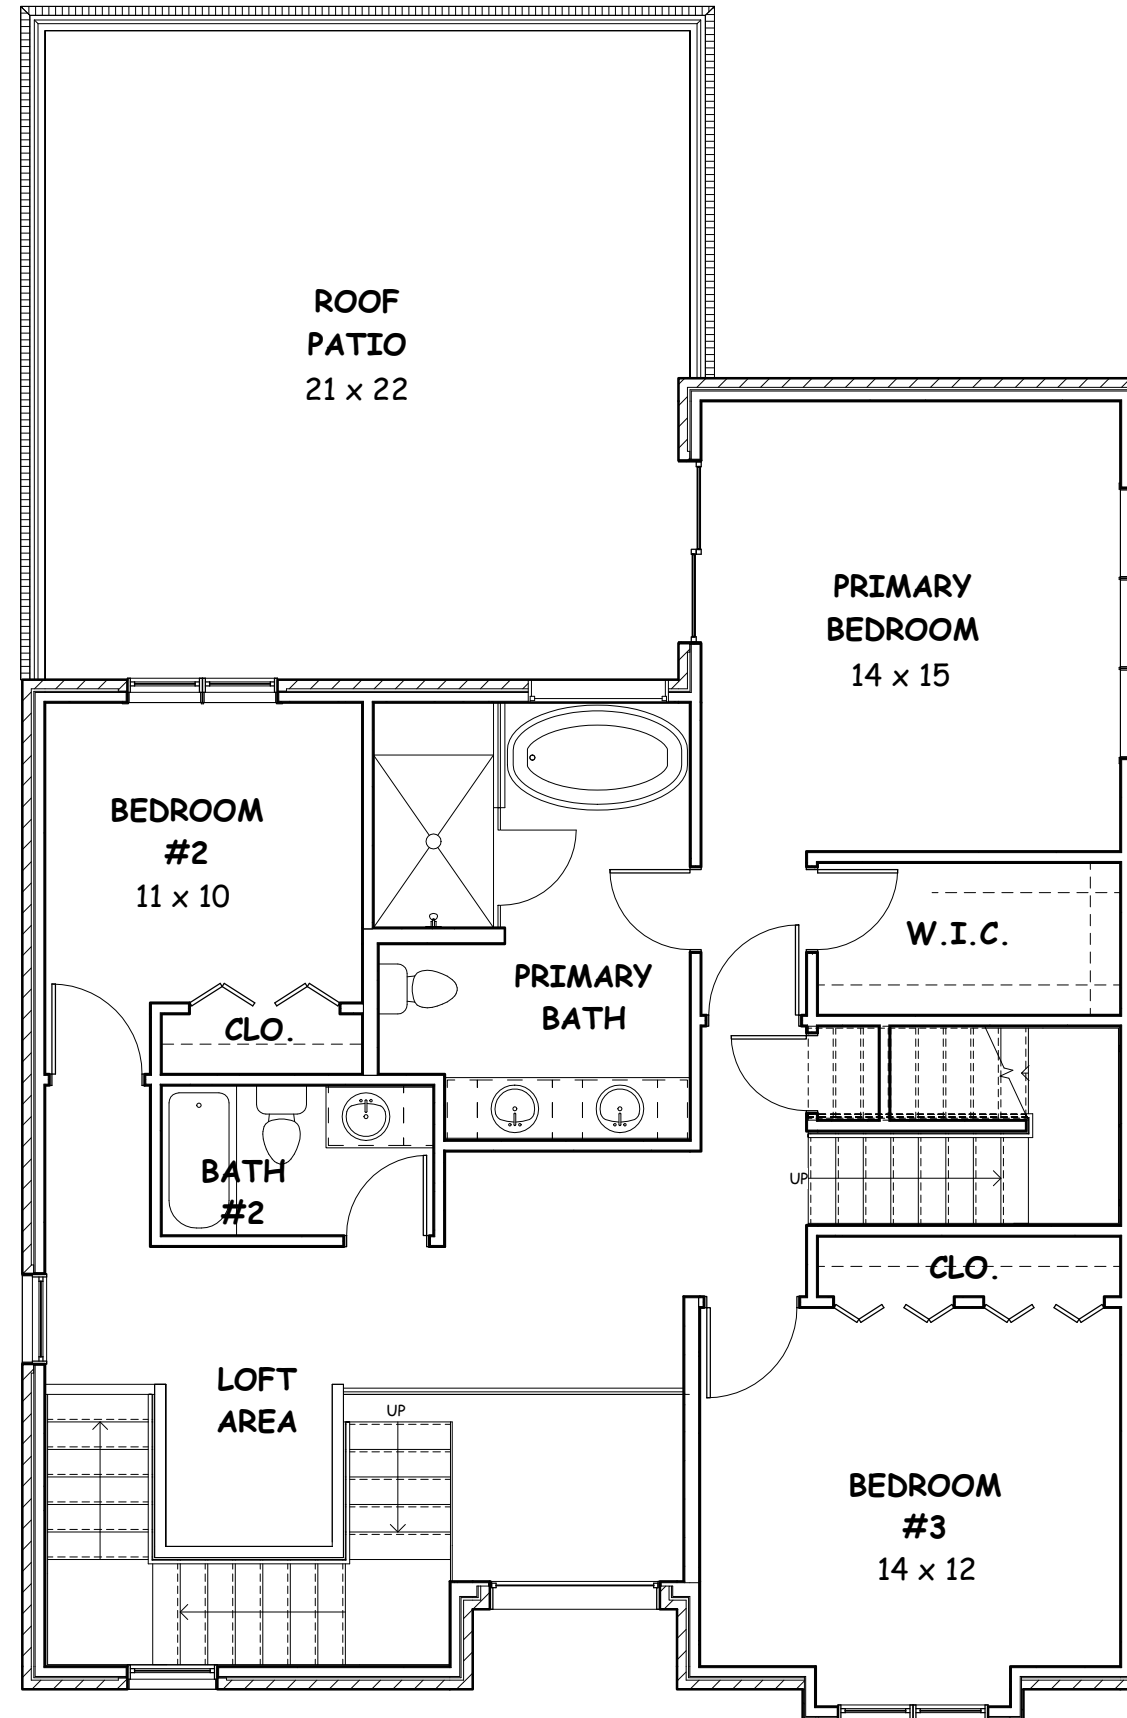 ROOF
PATIO
21 x 22
PRIMARY
BEDROOM
14 x 15
BEDROOM
#2
11 x 10
W.I.C.
PRIMARY
BATH
CLO.
BATH
#2
UP
CLO.
LOFT
AREA
UP
BEDROOM
#3
14 x 12